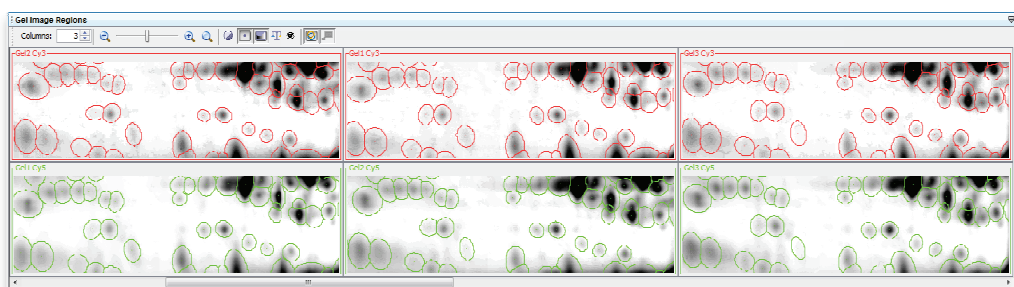 Gel Image Regions
Columns: 3
Gel2 Cy3 Gel1 Cy3 Gel3 Cy3
Gel1 Cy5 Gel2 Cy5 Gel3 Cy5